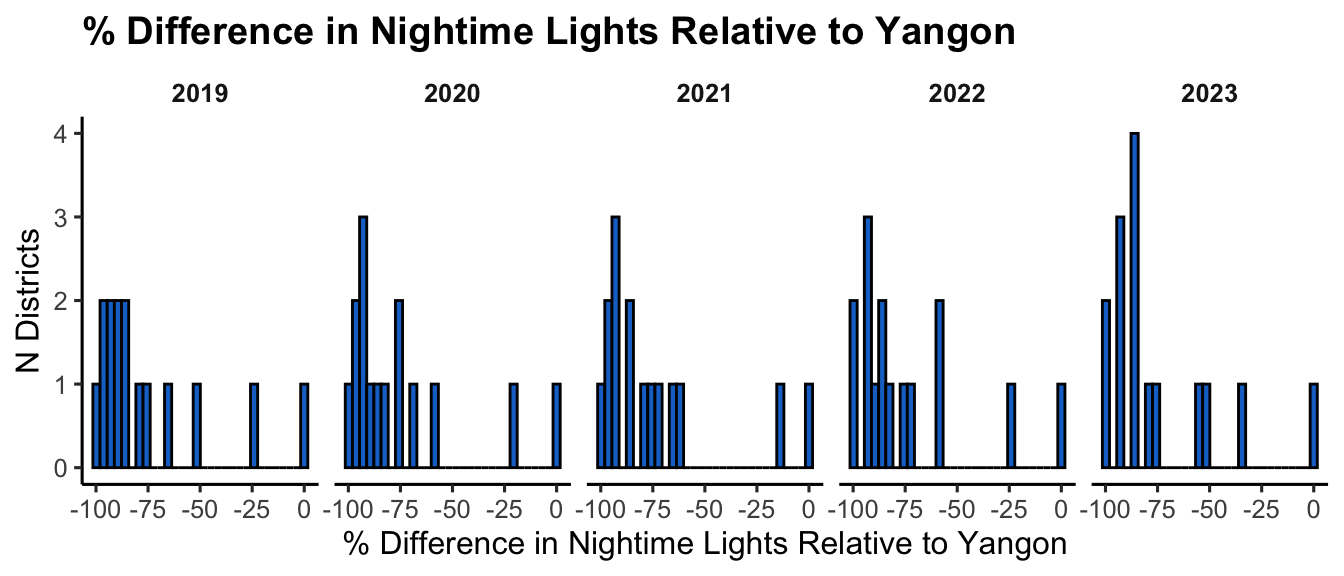 % Difference in Nightime Lights Relative to Yangon
2019 2020 2021 2022 2023
4
3
2
1
0
N Districts
-100 -75 -50 -25 0 -100 -75 -50 -25 0 -100 -75 -50 -25 0 -100 -75 -50 -25 0 -100 -75 -50 -25 0
% Difference in Nightime Lights Relative to Yangon